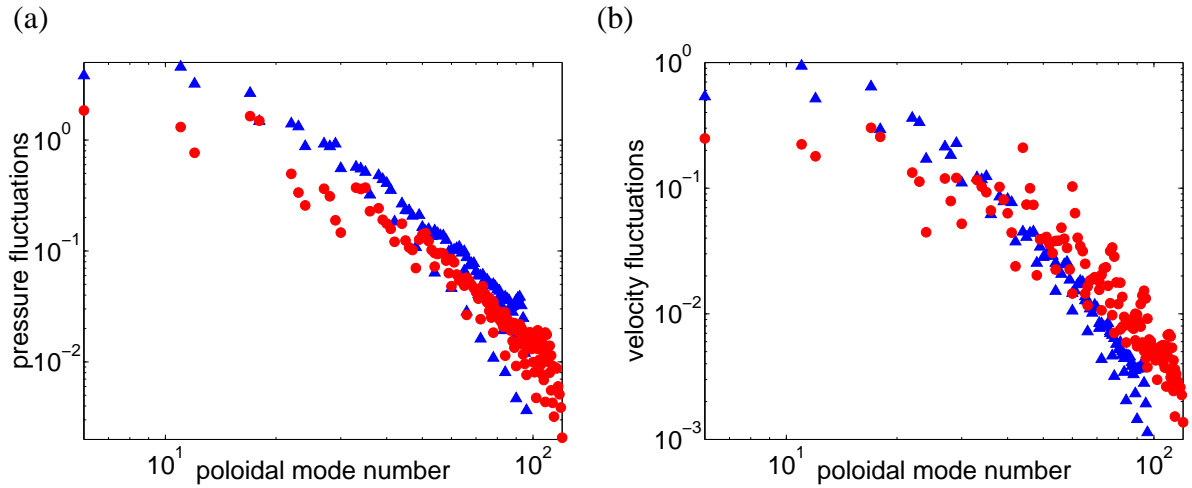 (a)
(b)
pressure fluctuations
10^0
10^-1
10^-2
10^1
10^2
poloidal mode number
velocity fluctuations
10^0
10^-1
10^-2
10^-3
10^1
10^2
poloidal mode number